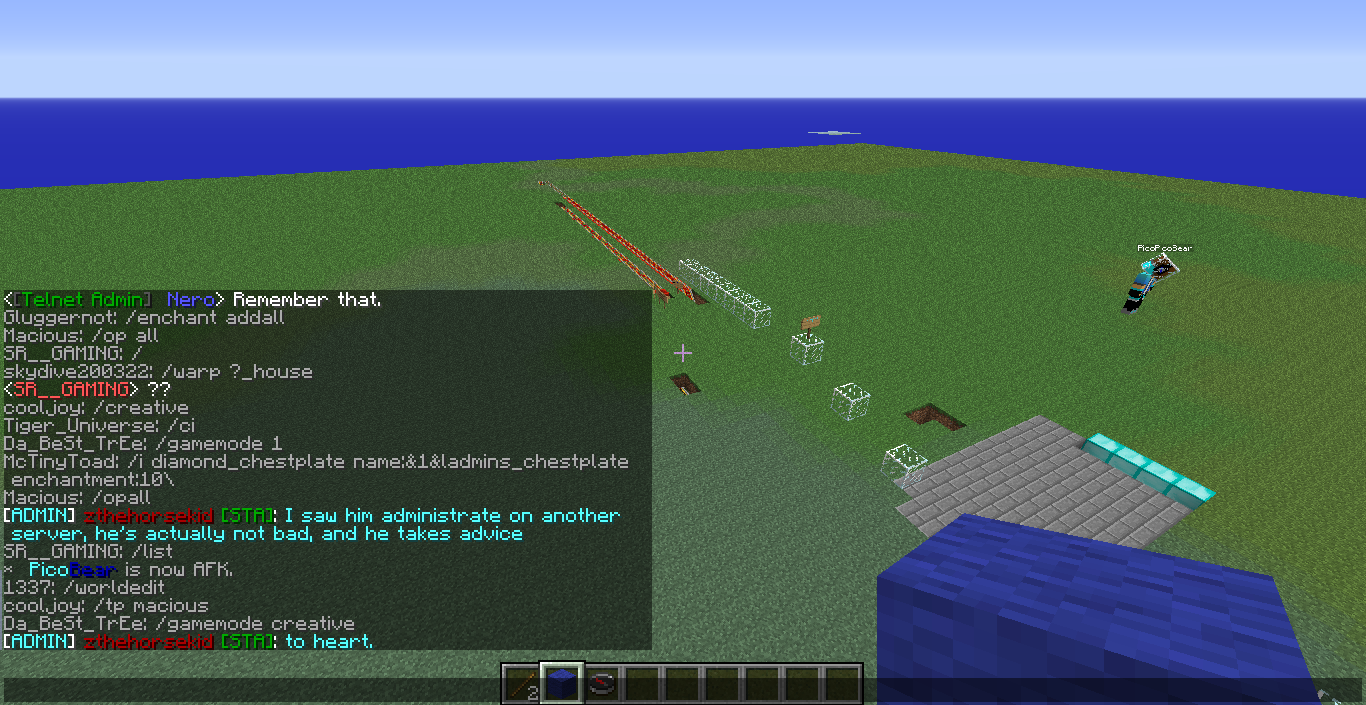 PicoPicoBear
<[Telnet Admin] Nero> Remember that.
Gluggernot: /enchant addall
Macious: /op all
SR__GAMING: /
skydive200322: /warp ?_house
<SR__GAMING> ??
cooljoy: /creative
Tiger_Universe: /ci
Da_BeSt_TrEe: /gamemode 1
McTinyToad: /i diamond_chestplate name:&1&ladmins_chestplate
enchantment:10\
Macious: /opall
[ADMIN] zthehorsekid [STA]: I saw him administrate on another
server, he's actually not bad, and he takes advice
SR__GAMING: /list
* PicoBear is now AFK.
1337: /worldedit
cooljoy: /tp macious
Da_BeSt_TrEe: /gamemode creative
[ADMIN] zthehorsekid [STA]: to heart.
2